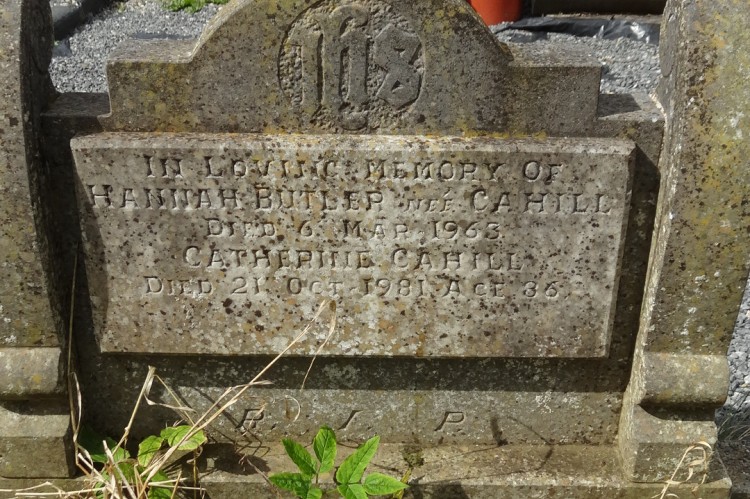 IHS
IN LOVING MEMORY OF
HANNAH BUTLER NÉE CAHILL
DIED 6 MAR 1963
CATHERINE CAHILL
DIED 21 OCT 1981 AGE 86
R. I. P.